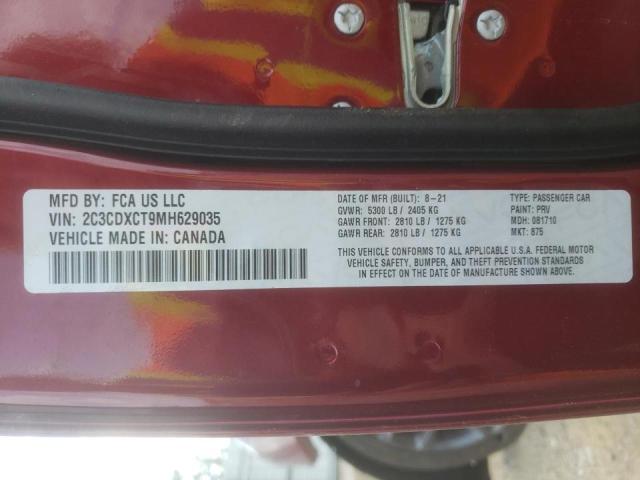 MFD BY: FCA US LLC
VIN: 2C3CDXCT9MH629035
VEHICLE MADE IN: CANADA
DATE OF MFR (BUILT): 8-21
GVWR: 5300 LB / 2405 KG
GAWR FRONT: 2810 LB / 1275 KG
GAWR REAR: 2810 LB / 1275 KG
TYPE: PASSENGER CAR
PAINT: PRV
MDH: 081710
MKT: 875
THIS VEHICLE CONFORMS TO ALL APPLICABLE U.S.A. FEDERAL MOTOR
VEHICLE SAFETY, BUMPER, AND THEFT PREVENTION STANDARDS
IN EFFECT ON THE DATE OF MANUFACTURE SHOWN ABOVE.